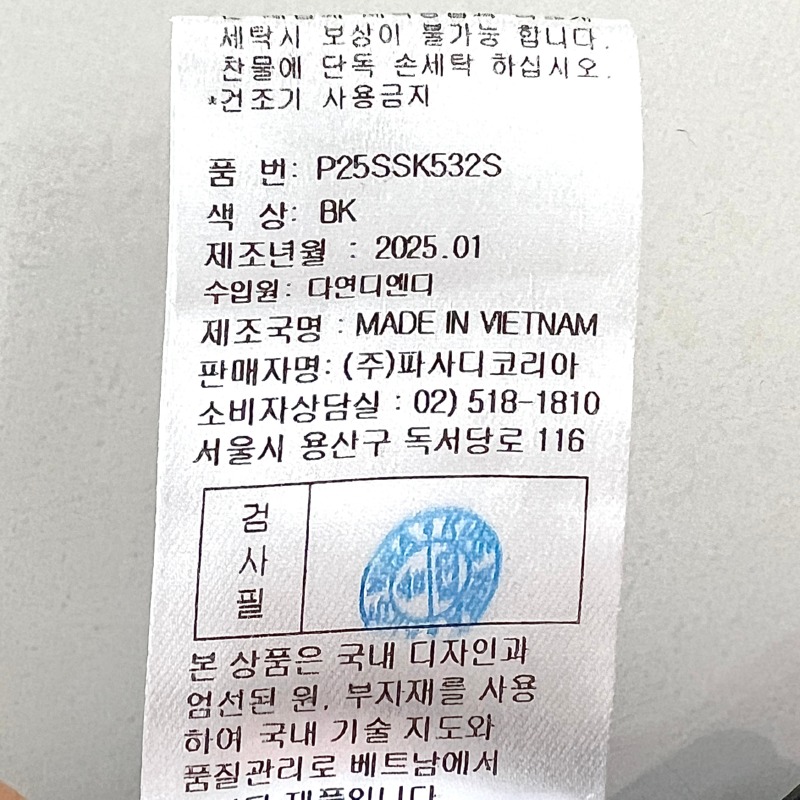 세탁시 보상이 불가능 합니다.
찬물에 단독 손세탁 하십시오.
*건조기 사용금지
품 번: P25SSK532S
색 상: BK
제조년월 : 2025.01
수입원: 다연디엔디
제조국명 : MADE IN VIETNAM
판매자명: (주)파사디코리아
소비자상담실 : 02) 518-1810
서울시 용산구 독서당로 116
검
사
필
본 상품은 국내 디자인과
엄선된 원, 부자재를 사용
하여 국내 기술 지도와
품질관리로 베트남에서
제품입니다